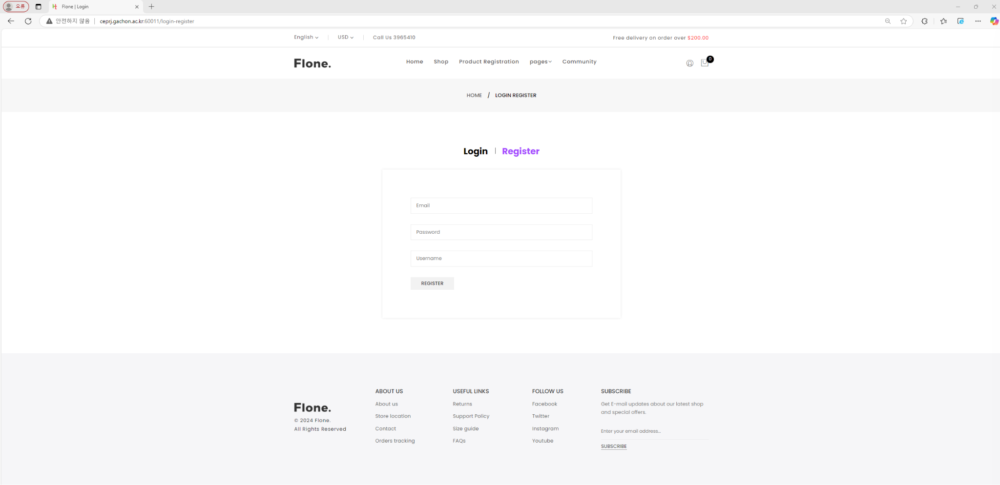 오류
Flone | Login
안전하지 않음
ceprj.gachon.ac.kr:60011/login-register
English
USD
Call Us 3965410
Free delivery on order over $200.00
Flone.
Home
Shop
Product Registration
pages
Community
0
HOME / LOGIN REGISTER
Login | Register
Email
Password
Username
REGISTER
Flone.
© 2024 Flone.
All Rights Reserved
ABOUT US
About us
Store location
Contact
Orders tracking
USEFUL LINKS
Returns
Support Policy
Size guide
FAQs
FOLLOW US
Facebook
Twitter
Instagram
Youtube
SUBSCRIBE
Get E-mail updates about our latest shop
and special offers.
Enter your email address...
SUBSCRIBE